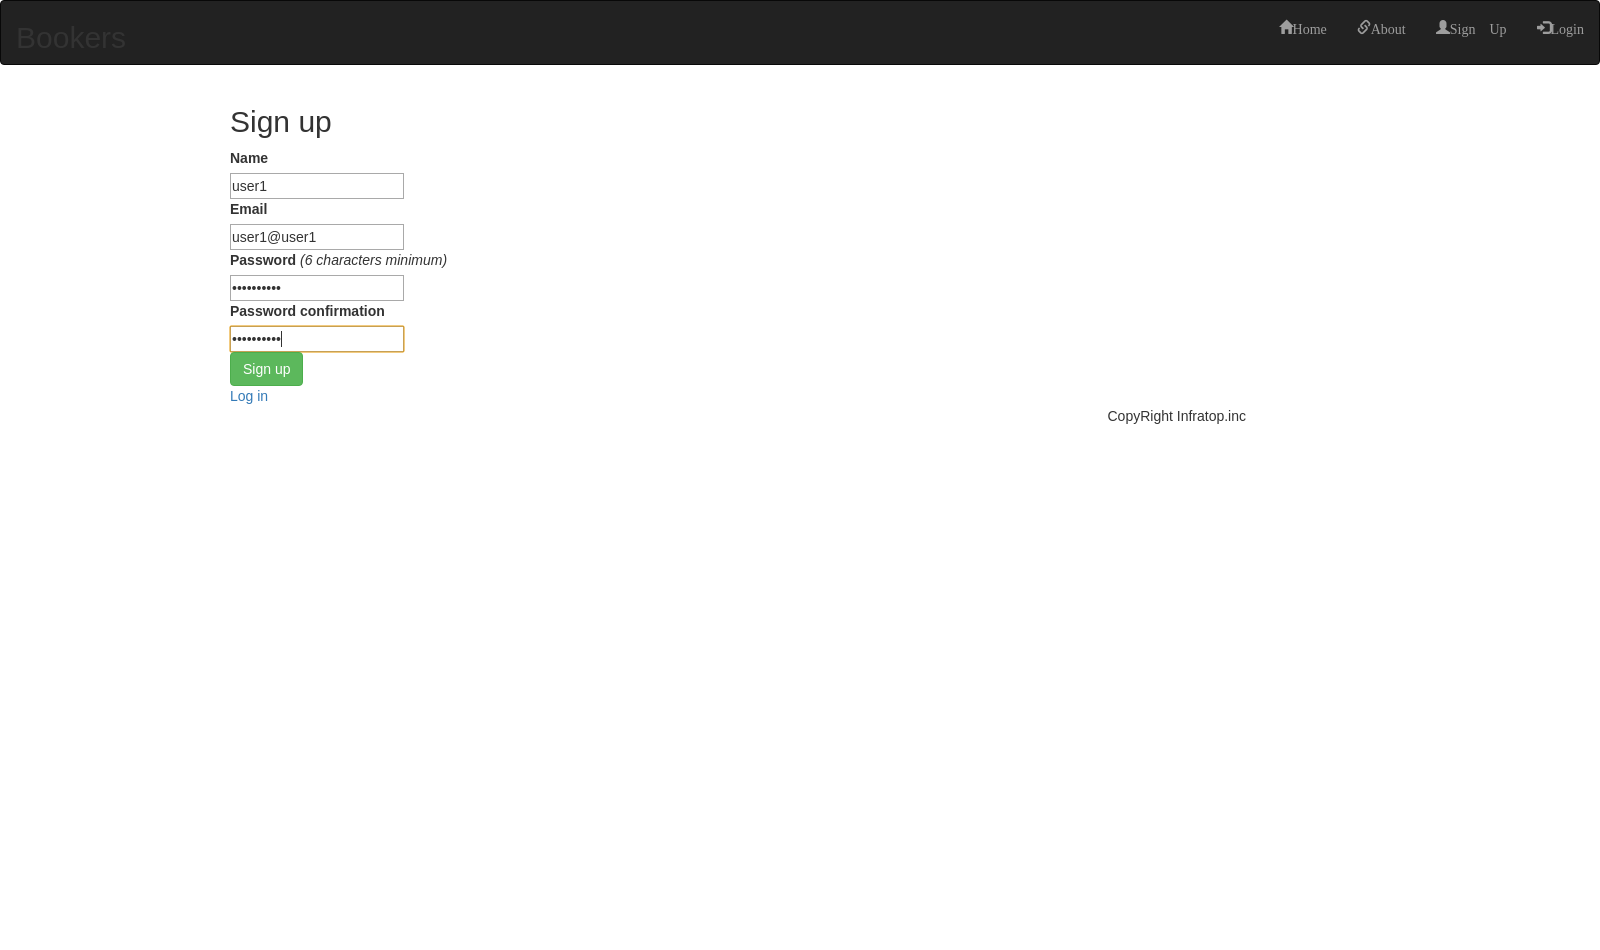 Bookers
Home About Sign Up Login
Sign up
Name
user1
Email
user1@user1
Password (6 characters minimum)
••••••••••
Password confirmation
••••••••••
Sign up
Log in
CopyRight Infratop.inc